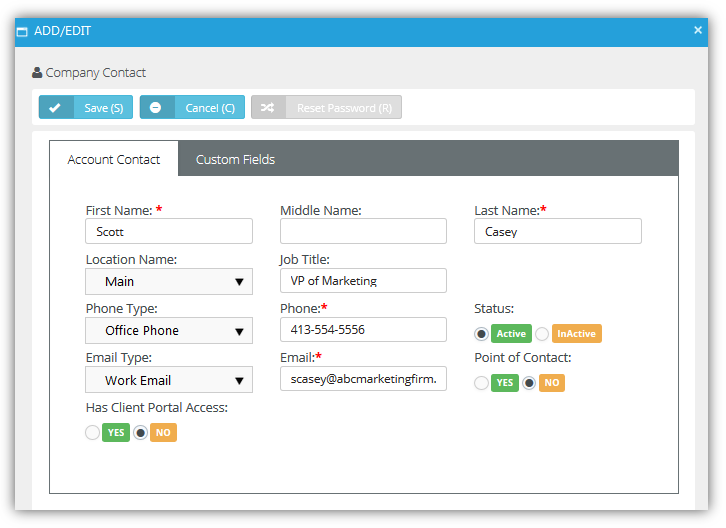 ADD/EDIT ×
Company Contact
Save (S) Cancel (C) Reset Password (R)
Account Contact Custom Fields
First Name: * Middle Name: Last Name:*
Scott Casey
Location Name: Job Title:
Main VP of Marketing
Phone Type: Phone:* Status:
Office Phone 413-554-5556 Active InActive
Email Type: Email:* Point of Contact:
Work Email scasey@abcmarketingfirm. YES NO
Has Client Portal Access:
YES NO